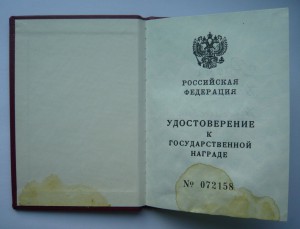 РОССИЙСКАЯ
ФЕДЕРАЦИЯ
УДОСТОВЕРЕНИЕ
К
ГОСУДАРСТВЕННОЙ
НАГРАДЕ
№ 072158